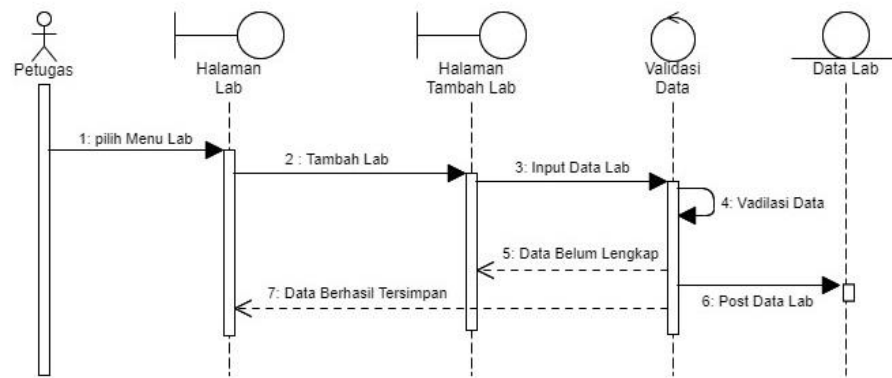 Petugas
Halaman
Lab
Halaman
Tambah Lab
Validasi
Data
Data Lab
1: pilih Menu Lab
2 : Tambah Lab
3: Input Data Lab
4: Vadilasi Data
5: Data Belum Lengkap
6: Post Data Lab
7: Data Berhasil Tersimpan